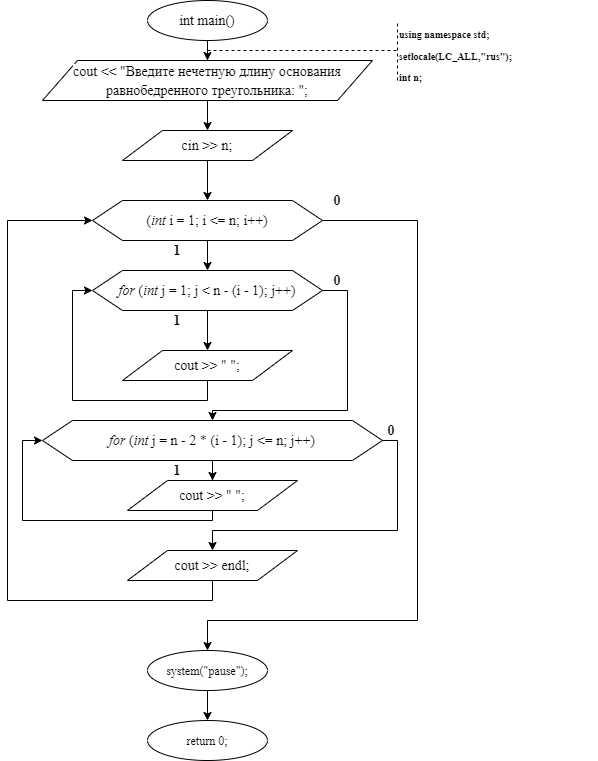 int main()
using namespace std;
setlocale(LC_ALL,"rus");
int n;
cout << "Введите нечетную длину основания
равнобедренного треугольника: ";
cin >> n;
(int i = 1; i <= n; i++)
0
1
for (int j = 1; j < n - (i - 1); j++)
0
1
cout >> " ";
for (int j = n - 2 * (i - 1); j <= n; j++)
0
1
cout >> " ";
cout >> endl;
system("pause");
return 0;